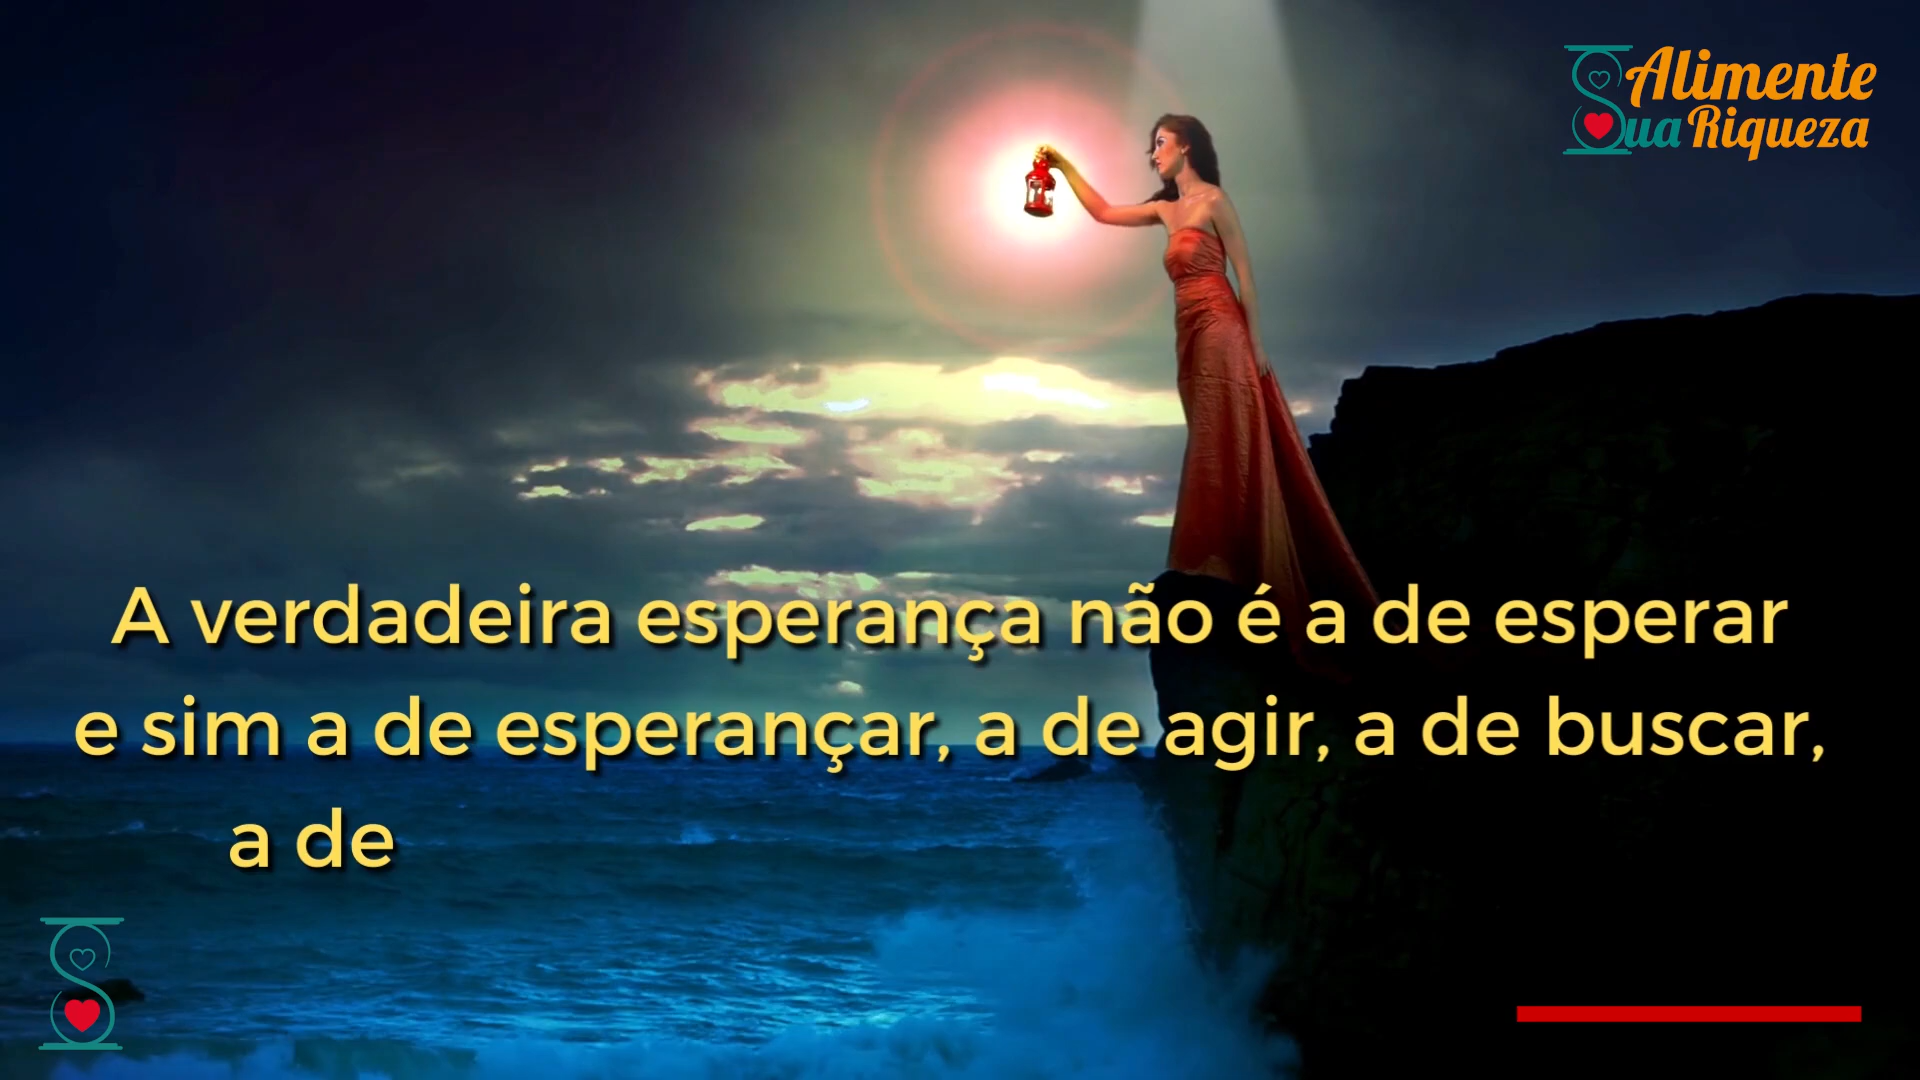 Alimente
Sua Riqueza
A verdadeira esperança não é a de esperar
e sim a de esperançar, a de agir, a de buscar,
a de